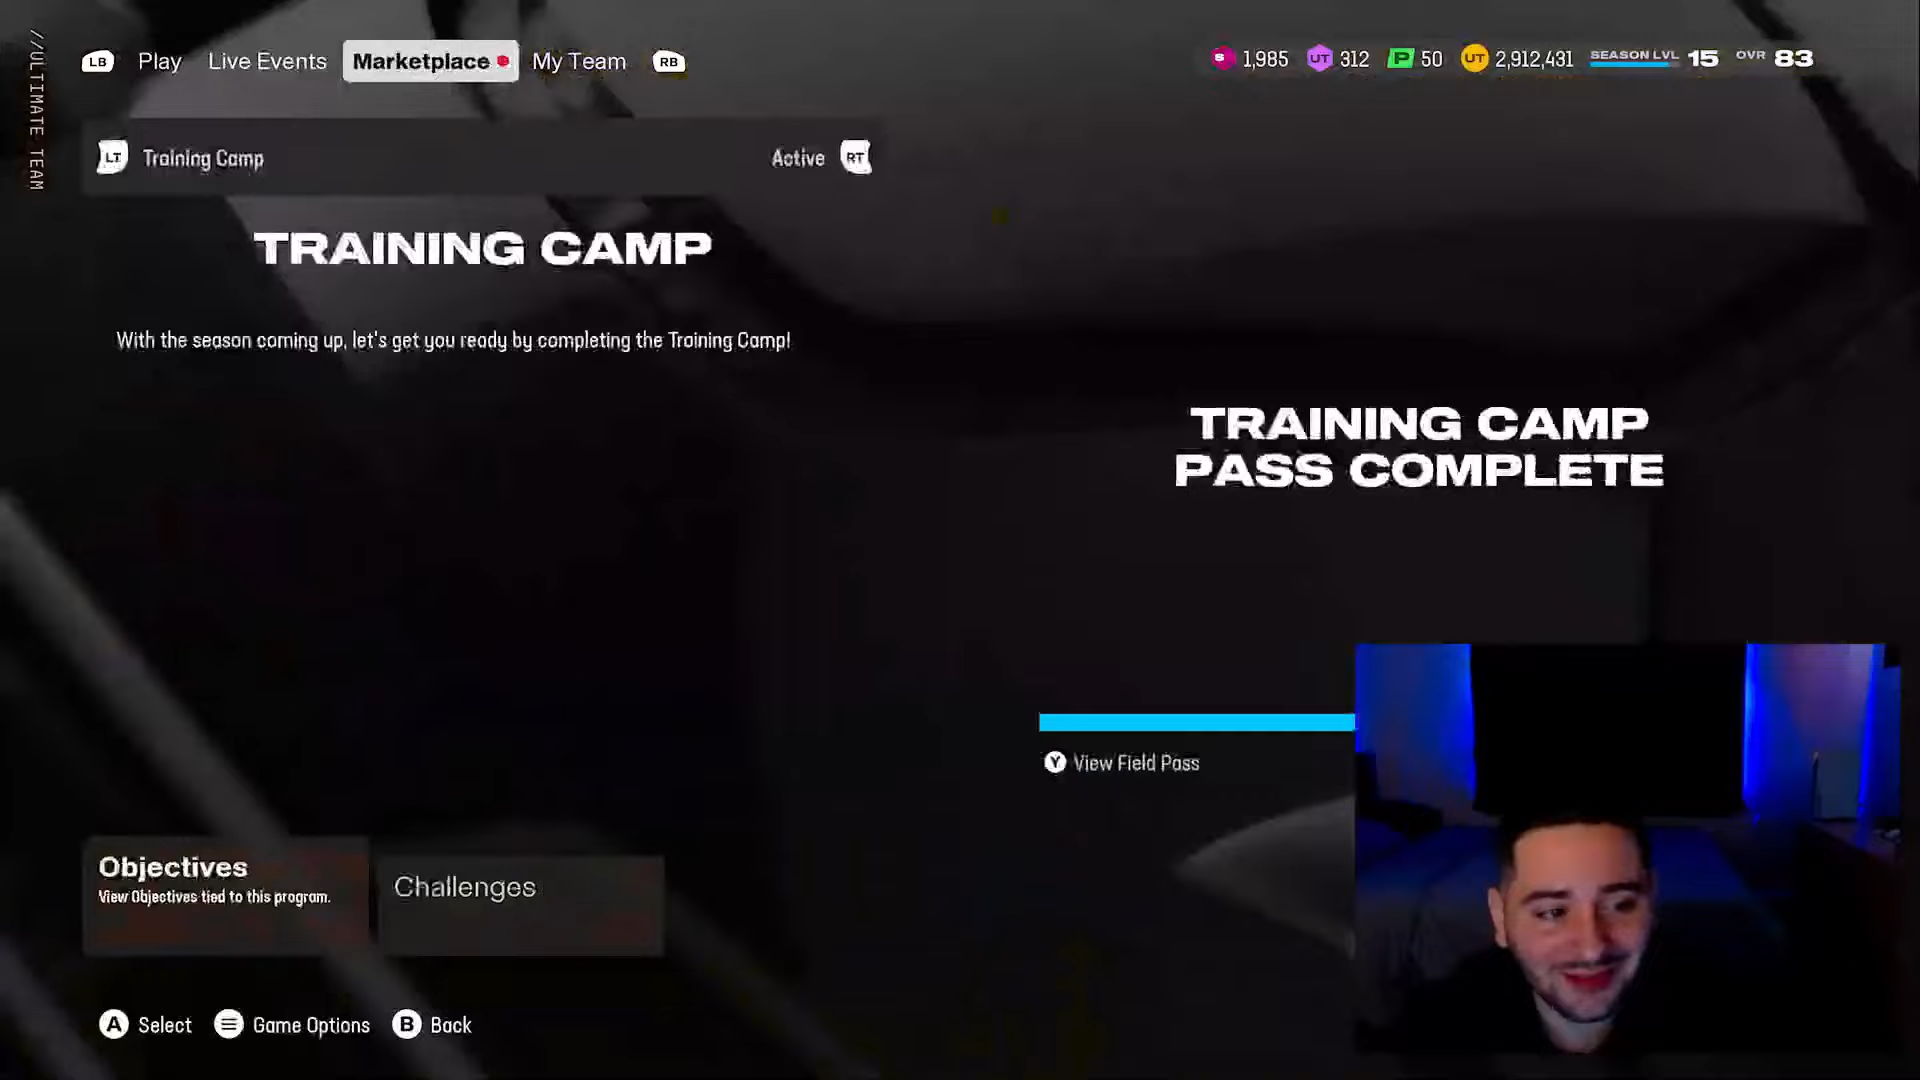 //ULTIMATE TEAM
LB Play Live Events Marketplace My Team RB
S 1,985 UT 312 P 50 UT 2,912,431 SEASON LVL 15 OVR 83
LT Training Camp Active RT
TRAINING CAMP
With the season coming up, let's get you ready by completing the Training Camp!
TRAINING CAMP
PASS COMPLETE
Y View Field Pass
Objectives
View Objectives tied to this program.
Challenges
A Select Game Options B Back